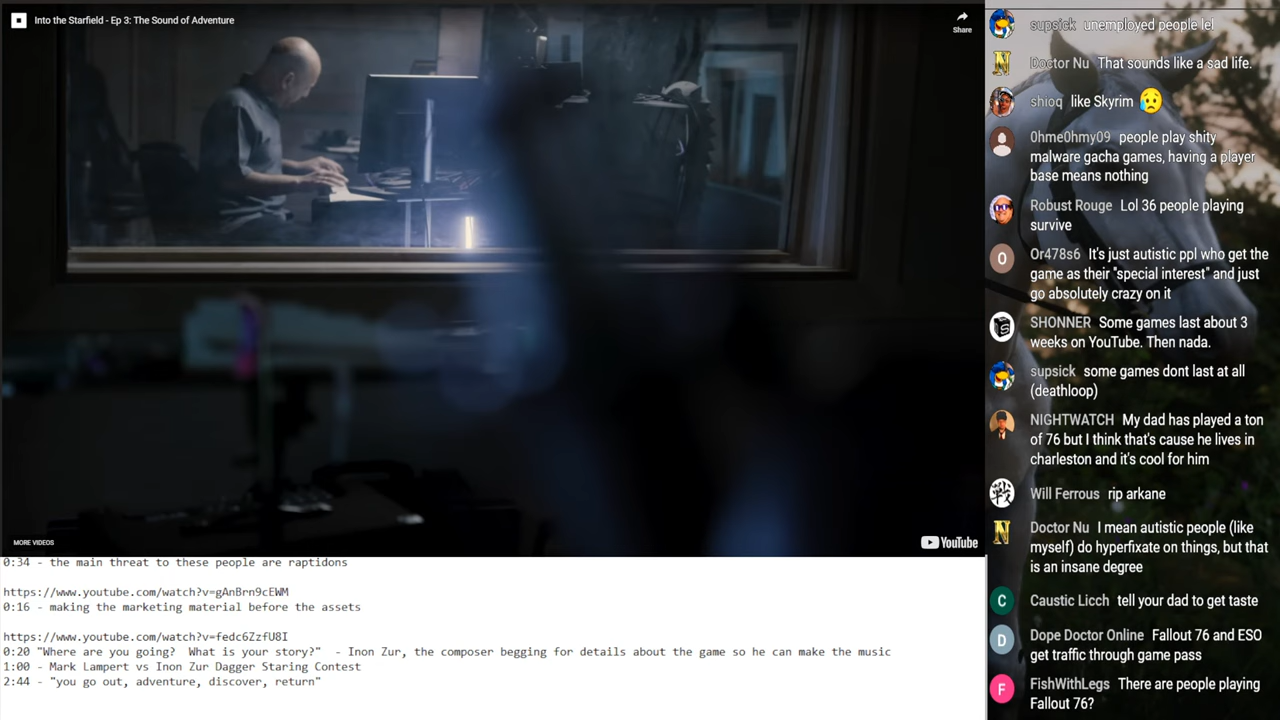 Into the Starfield - Ep 3: The Sound of Adventure
Share
MORE VIDEOS
YouTube
0:34 - the main threat to these people are raptidons
https://www.youtube.com/watch?v=gAnBrn9cEWM
0:16 - making the marketing material before the assets
https://www.youtube.com/watch?v=fedc6ZzfU8I
0:20 "Where are you going?  What is your story?"  - Inon Zur, the composer begging for details about the game so he can make the music
1:00 - Mark Lampert vs Inon Zur Dagger Staring Contest
2:44 - "you go out, adventure, discover, return"
supsick unemployed people lel
Doctor Nu That sounds like a sad life.
shioq like Skyrim 😥
0hme0hmy09 people play shity
malware gacha games, having a player
base means nothing
Robust Rouge Lol 36 people playing
survive
Or478s6 It's just autistic ppl who get the
game as their "special interest" and just
go absolutely crazy on it
SHONNER Some games last about 3
weeks on YouTube. Then nada.
supsick some games dont last at all
(deathloop)
NIGHTWATCH My dad has played a ton
of 76 but I think that's cause he lives in
charleston and it's cool for him
Will Ferrous rip arkane
Doctor Nu I mean autistic people (like
myself) do hyperfixate on things, but that
is an insane degree
Caustic Licch tell your dad to get taste
Dope Doctor Online Fallout 76 and ESO
get traffic through game pass
FishWithLegs There are people playing
Fallout 76?